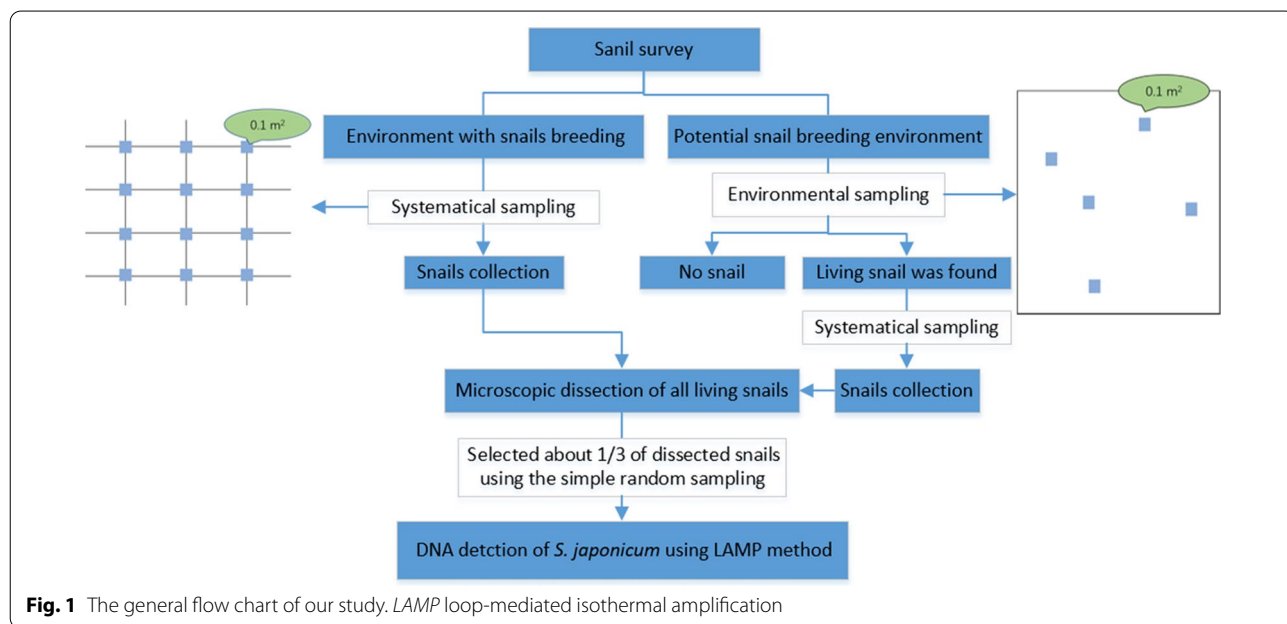 Sanil survey
0.1 m²
0.1 m²
Environment with snails breeding
Potential snail breeding environment
Systematical sampling
Environmental sampling
Snails collection
No snail
Living snail was found
Systematical sampling
Microscopic dissection of all living snails
Snails collection
Selected about 1/3 of dissected snails
using the simple random sampling
DNA detction of S. japonicum using LAMP method
Fig. 1 The general flow chart of our study. LAMP loop-mediated isothermal amplification